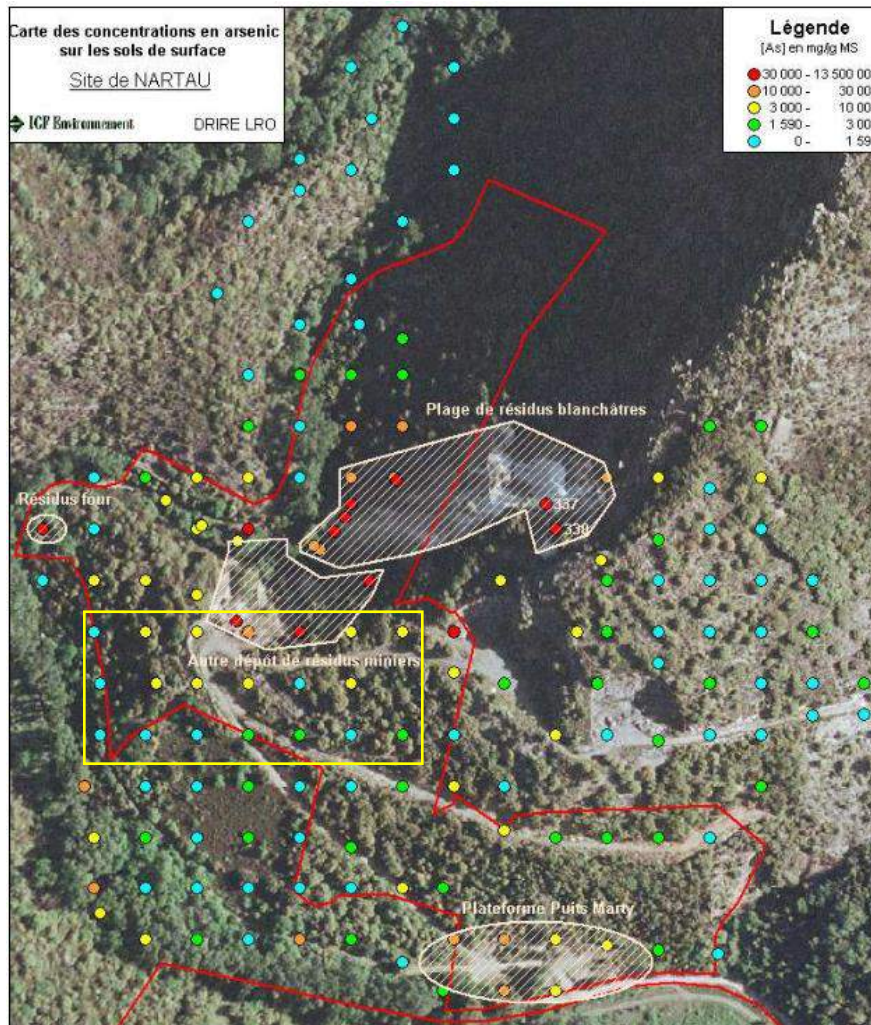 Carte des concentrations en arsenic
sur les sols de surface
Site de NARTAU
ICF Environnement DRIRE LRO
Légende
[As] en mg/kg MS
30 000 - 13 500 00
10 000 - 30 00
3 000 - 10 00
1 590 - 3 00
0 - 1 59
Plage de résidus blanchâtres
Résidus four
337
338
Autre dépôt de résidus miniers
Plateforme Puits Marty